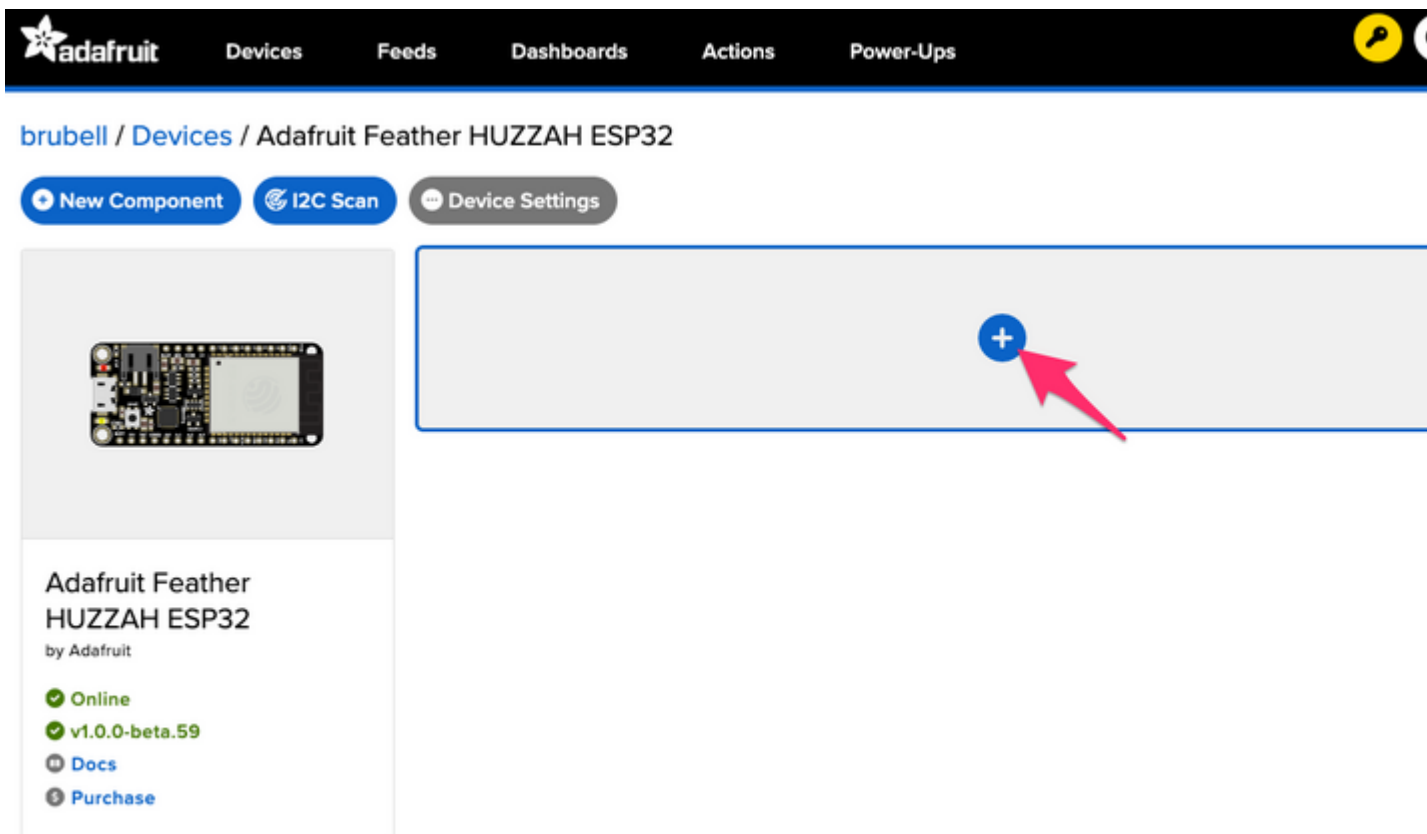 adafruit Devices Feeds Dashboards Actions Power-Ups
brubell / Devices / Adafruit Feather HUZZAH ESP32
New Component I2C Scan Device Settings
Adafruit Feather
HUZZAH ESP32
by Adafruit
Online
v1.0.0-beta.59
Docs
Purchase